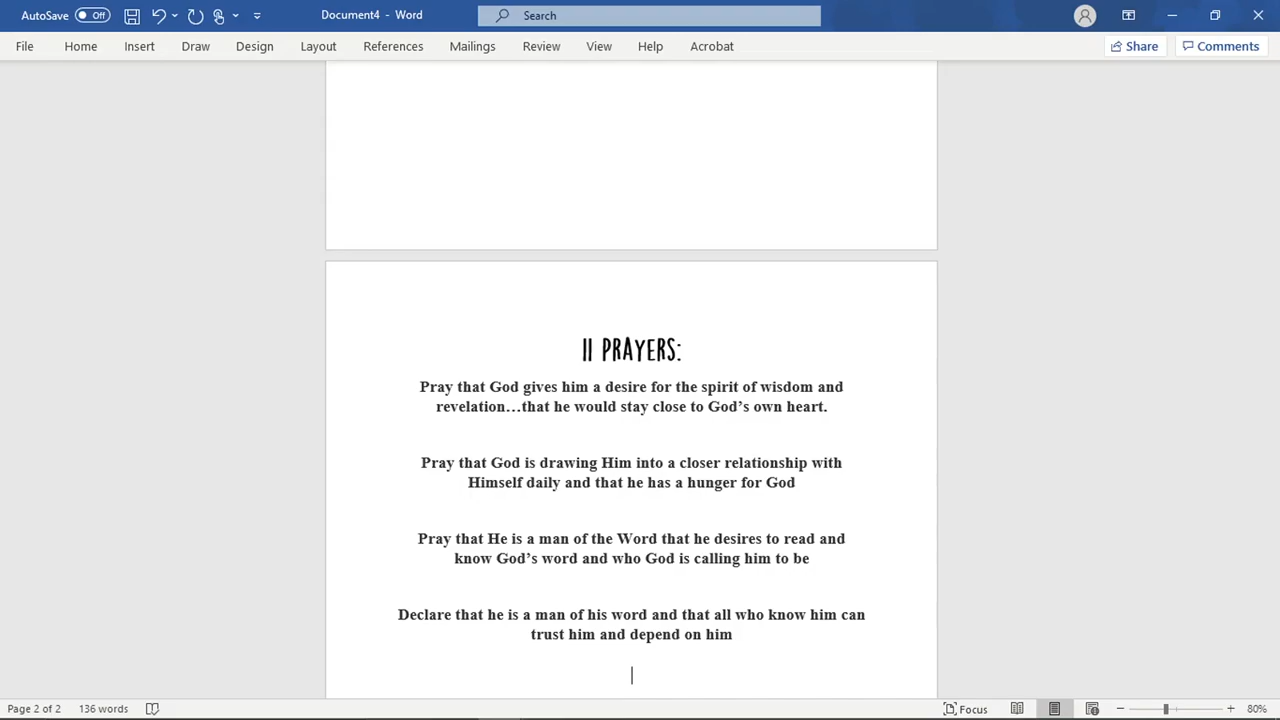 AutoSave Off Document4 - Word Search
File Home Insert Draw Design Layout References Mailings Review View Help Acrobat Share Comments
11 PRAYERS:
Pray that God gives him a desire for the spirit of wisdom and
revelation…that he would stay close to God’s own heart.
Pray that God is drawing Him into a closer relationship with
Himself daily and that he has a hunger for God
Pray that He is a man of the Word that he desires to read and
know God’s word and who God is calling him to be
Declare that he is a man of his word and that all who know him can
trust him and depend on him
Page 2 of 2 136 words Focus 80%